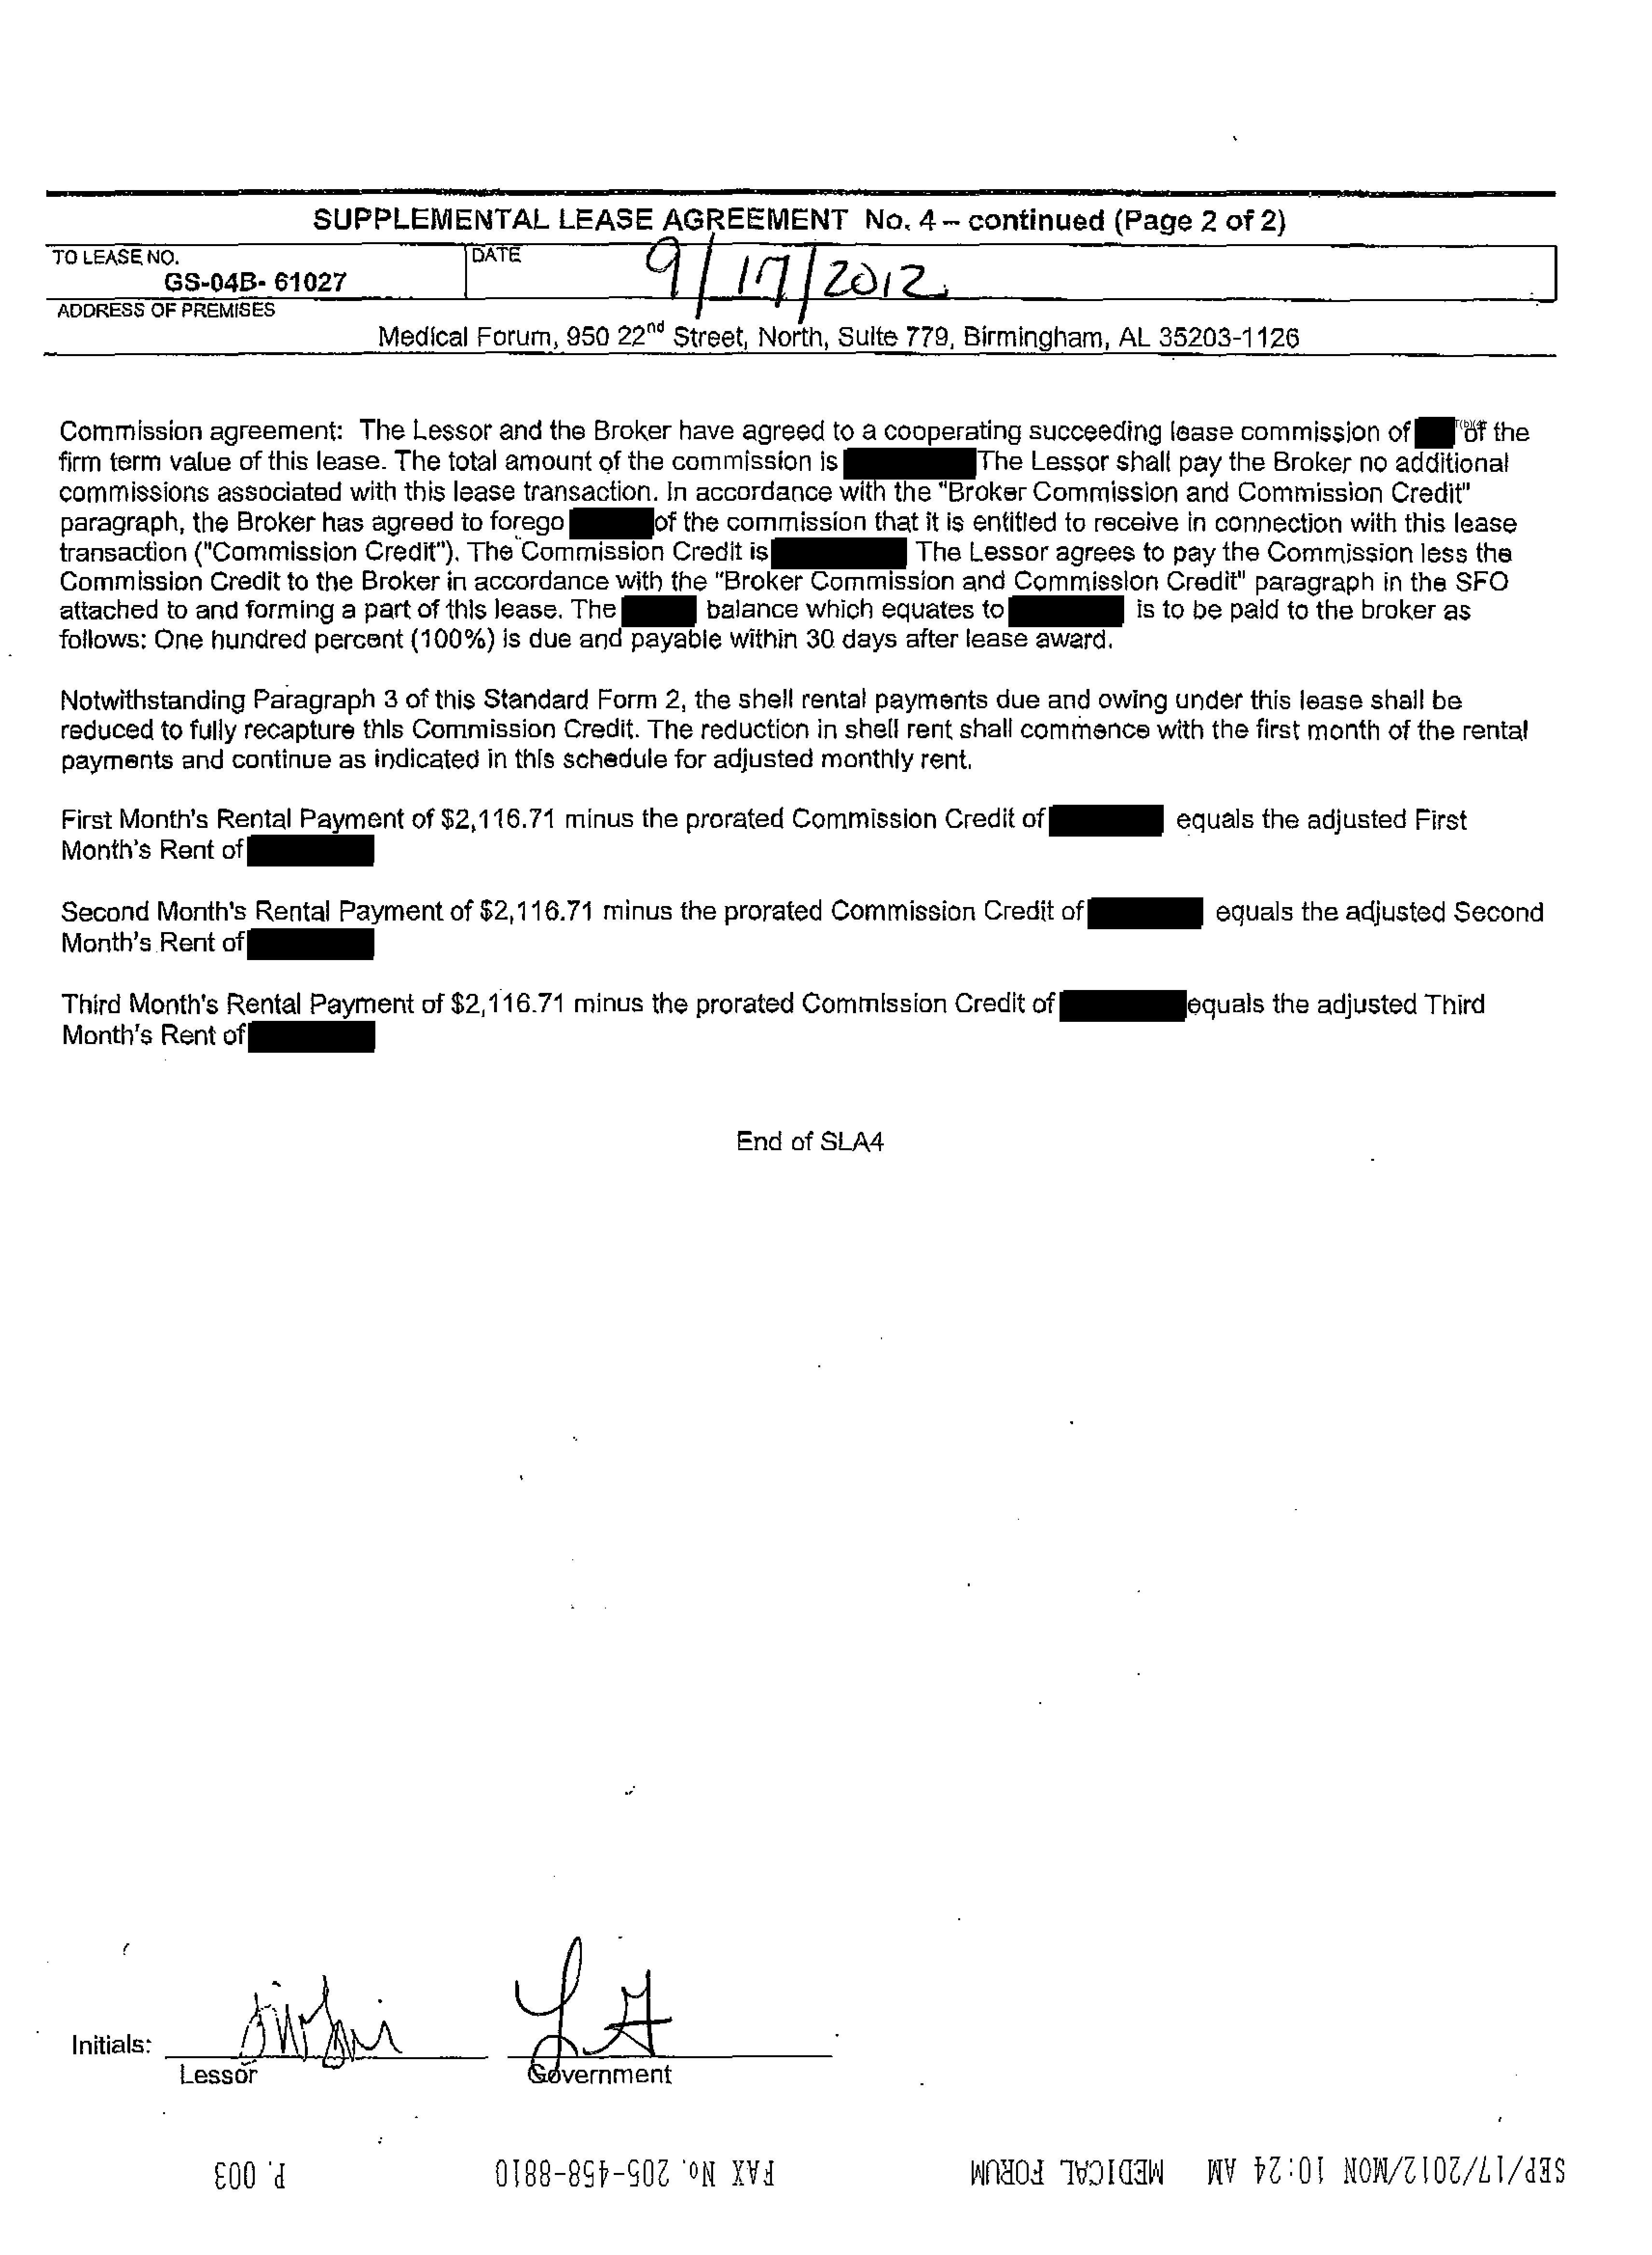 SUPPLEMENTAL LEASE AGREEMENT No. 4 – continued (Page 2 of 2)
TO LEASE NO.
GS-04B- 61027
DATE
9/17/2012
ADDRESS OF PREMISES
Medical Forum, 950 22nd Street, North, Suite 779, Birmingham, AL 35203-1126
Commission agreement: The Lessor and the Broker have agreed to a cooperating succeeding lease commission of of the
firm term value of this lease. The total amount of the commission is The Lessor shall pay the Broker no additional
commissions associated with this lease transaction. In accordance with the "Broker Commission and Commission Credit"
paragraph, the Broker has agreed to forego of the commission that it is entitled to receive in connection with this lease
transaction ("Commission Credit"). The Commission Credit is The Lessor agrees to pay the Commission less the
Commission Credit to the Broker in accordance with the "Broker Commission and Commission Credit" paragraph in the SFO
attached to and forming a part of this lease. The balance which equates to is to be paid to the broker as
follows: One hundred percent (100%) is due and payable within 30 days after lease award.
Notwithstanding Paragraph 3 of this Standard Form 2, the shell rental payments due and owing under this lease shall be
reduced to fully recapture this Commission Credit. The reduction in shell rent shall commence with the first month of the rental
payments and continue as indicated in this schedule for adjusted monthly rent.
First Month's Rental Payment of $2,116.71 minus the prorated Commission Credit of equals the adjusted First
Month's Rent of
Second Month's Rental Payment of $2,116.71 minus the prorated Commission Credit of equals the adjusted Second
Month's Rent of
Third Month's Rental Payment of $2,116.71 minus the prorated Commission Credit of equals the adjusted Third
Month's Rent of
End of SLA4
Initials:
Lessor
Government
SEP/17/2012/MON 10:24 AM MEDICAL FORUM FAX No. 205-458-8810 P. 003